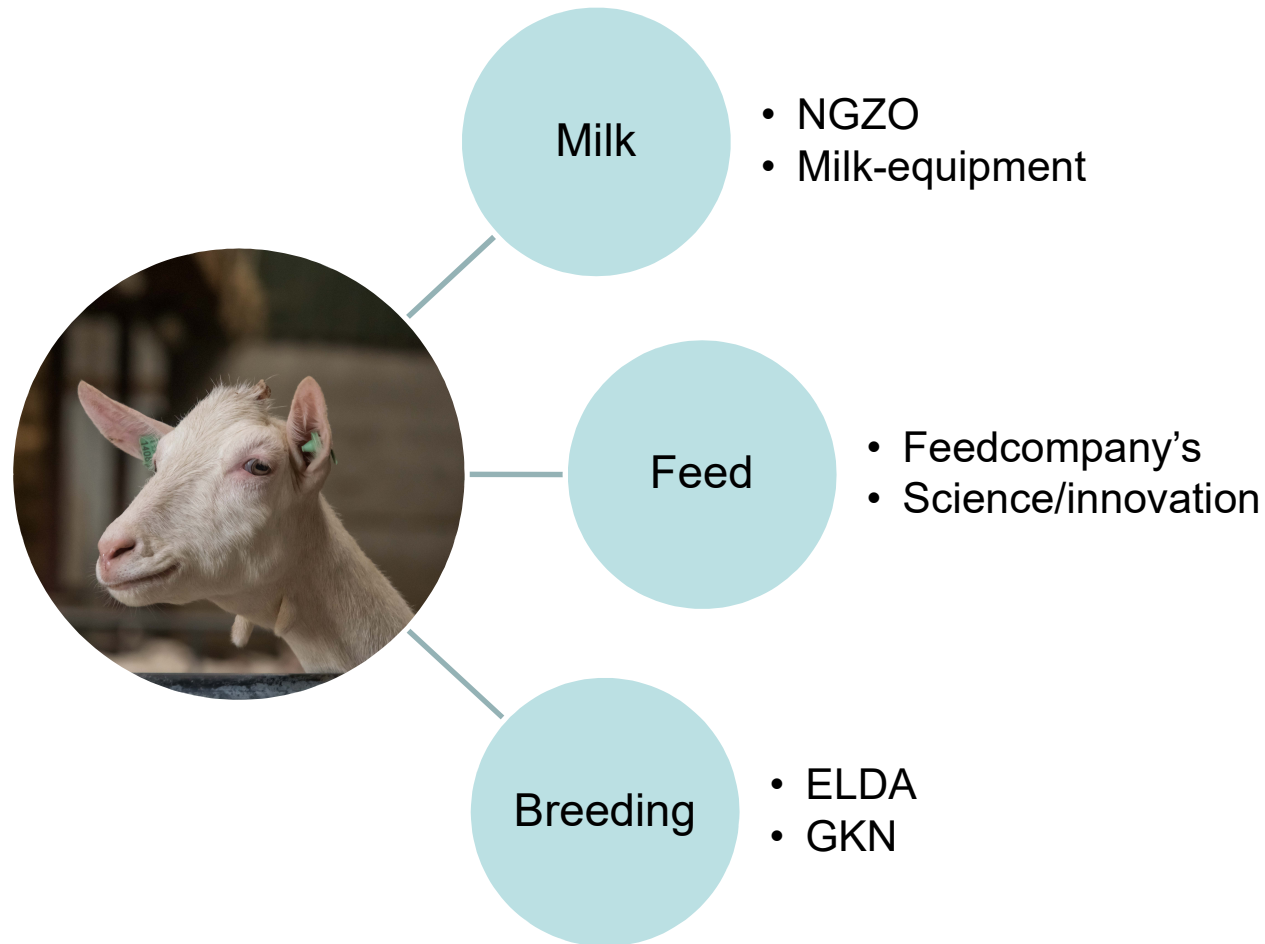 Milk
• NGZO
• Milk-equipment
Feed
• Feedcompany’s
• Science/innovation
Breeding
• ELDA
• GKN